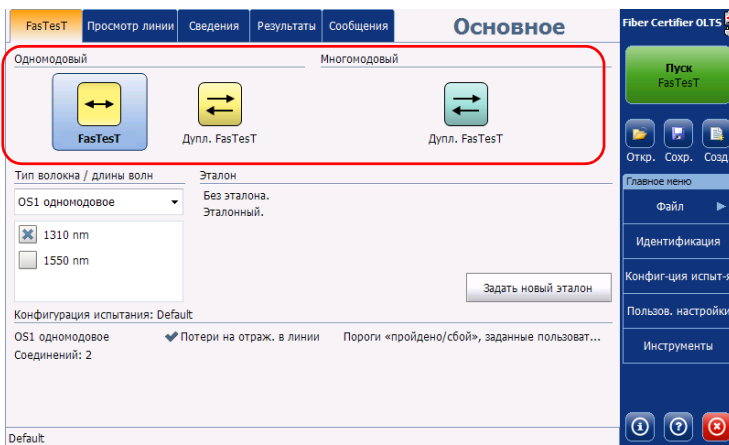 FasTesT
Просмотр линии
Сведения
Результаты
Сообщения
Основное
Fiber Certifier OLTS
Одномодовый
Многомодовый
FasTesT
Дупл. FasTesT
Дупл. FasTesT
Пуск
FasTesT
Откр.
Сохр.
Созд
Главное меню
Файл
Идентификация
Конфиг-ция испыт-я
Пользов. настройки
Инструменты
Тип волокна / длины волн
Эталон
OS1 одномодовое
Без эталона.
Эталонный.
1310 nm
1550 nm
Задать новый эталон
Конфигурация испытания: Default
OS1 одномодовое
Потери на отраж. в линии
Пороги «пройдено/сбой», заданные пользоват...
Соединений: 2
Default